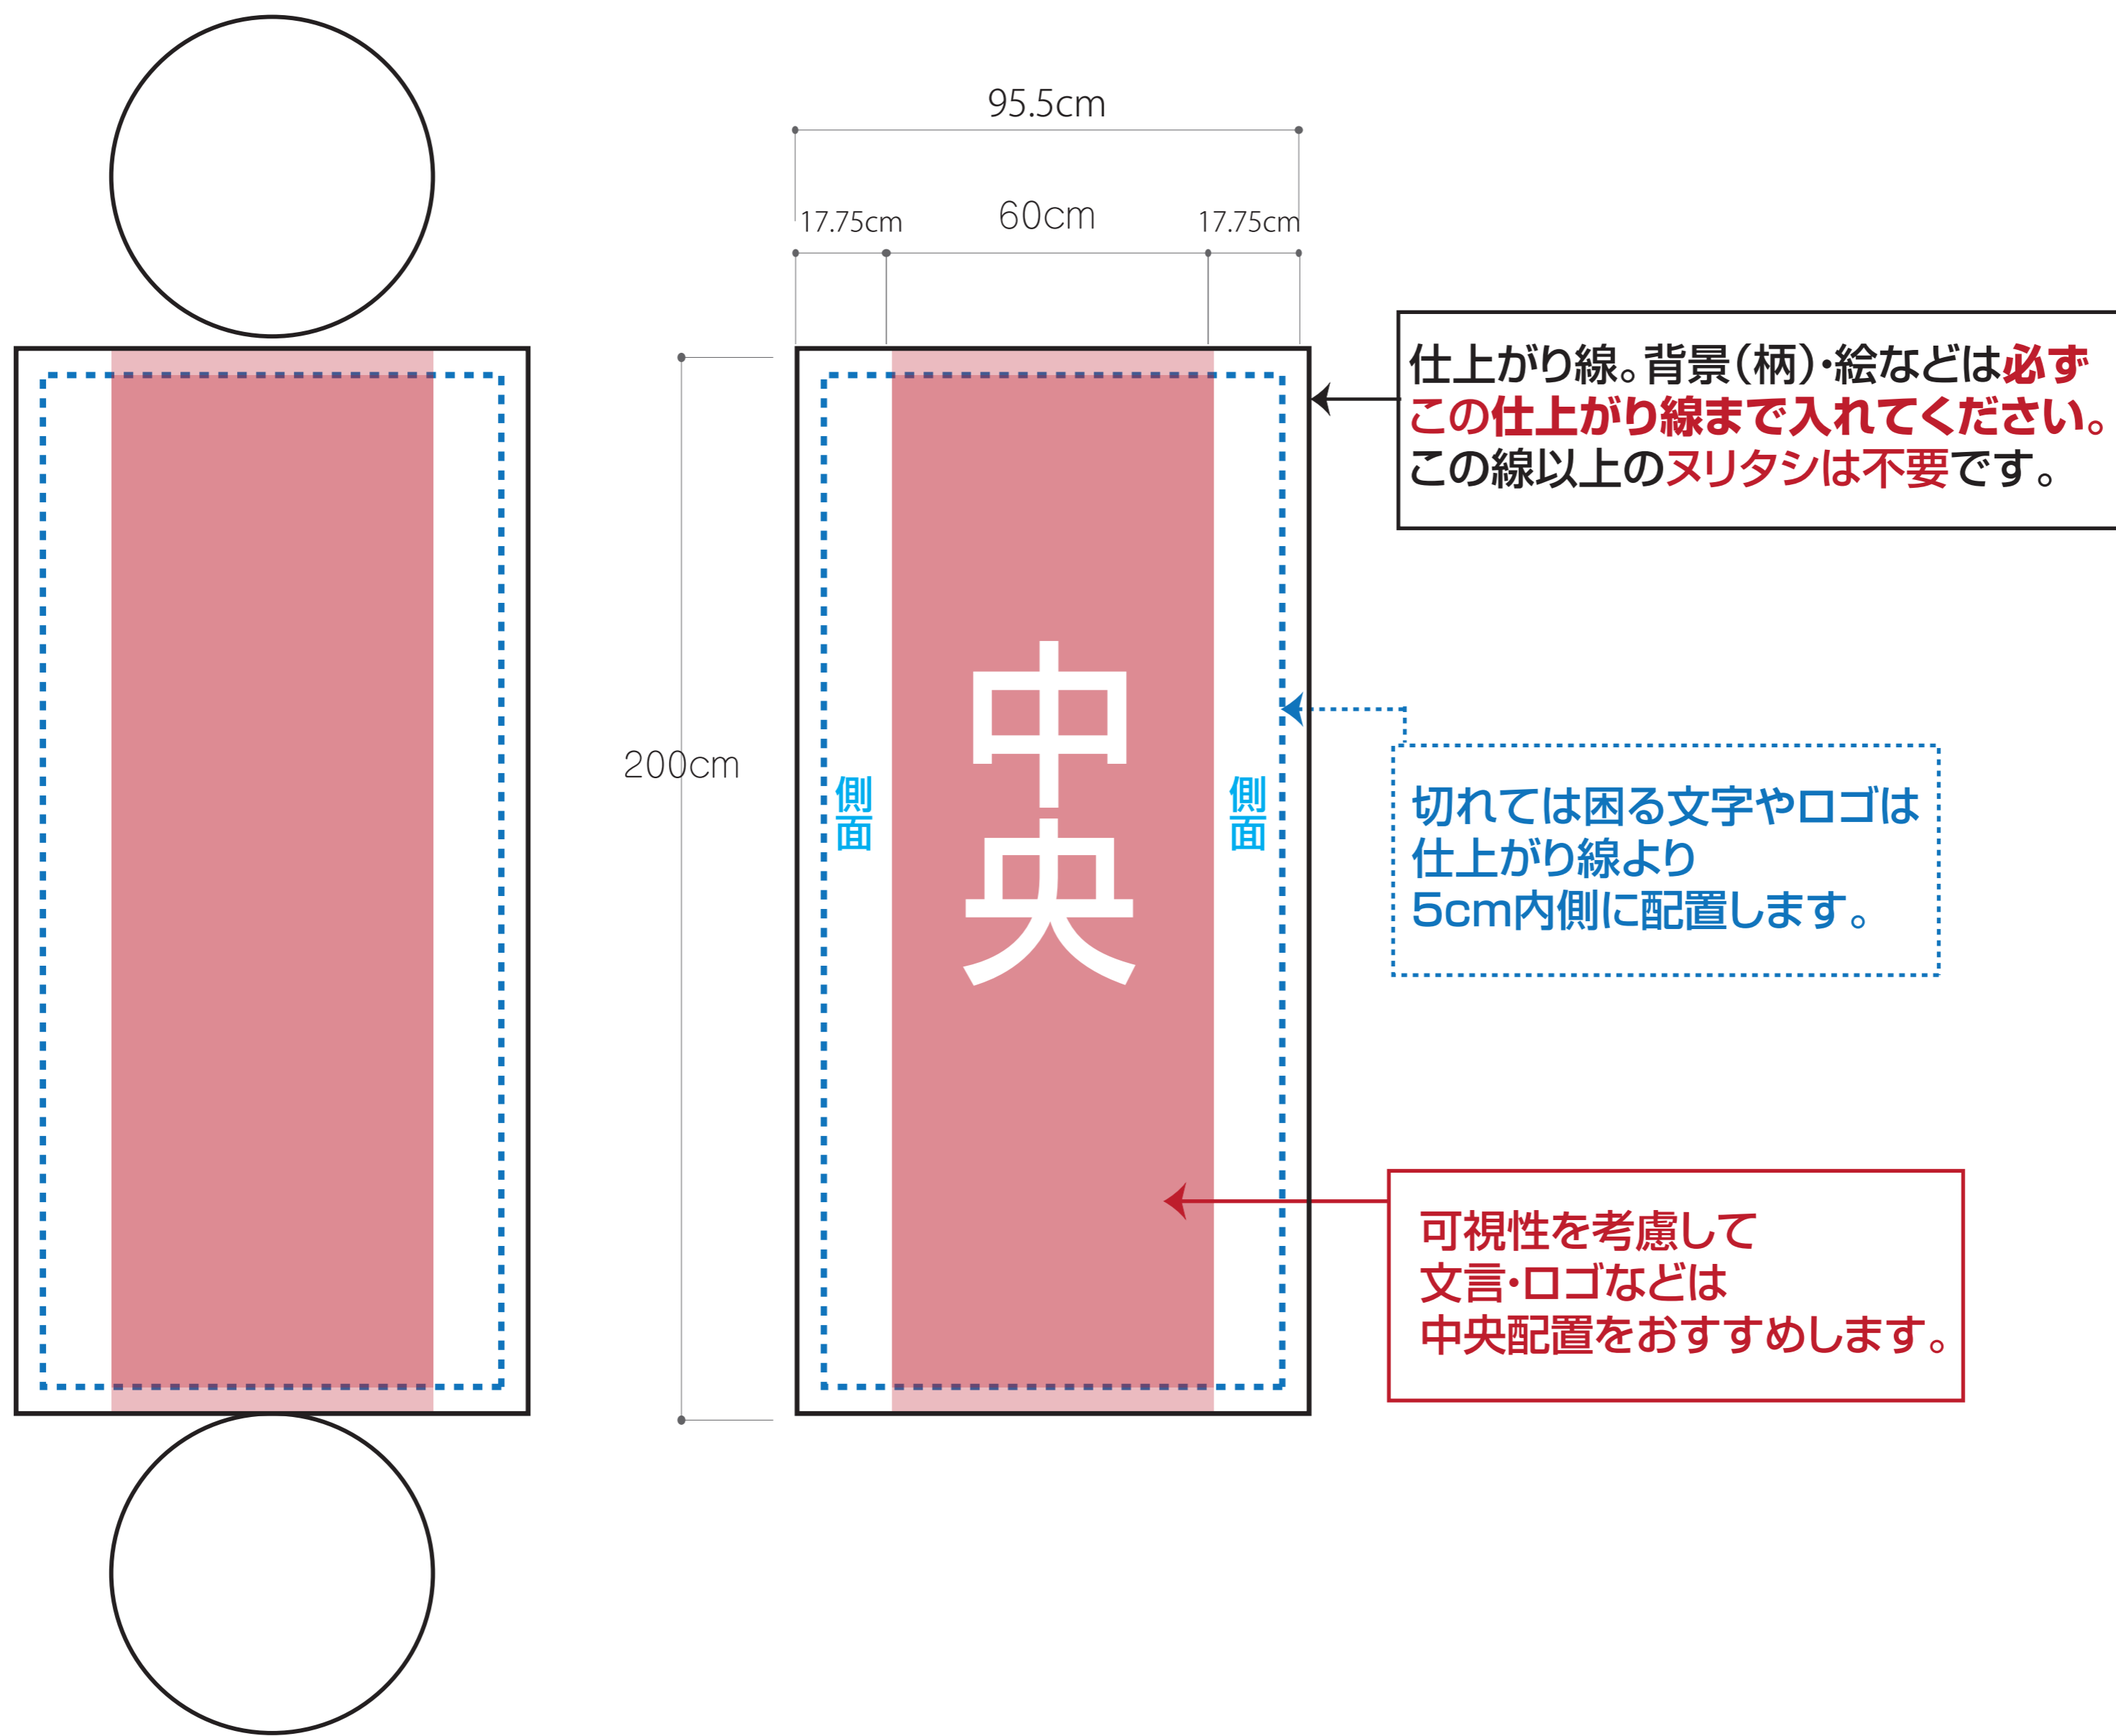 95.5cm
17.75cm
60cm
17.75cm
仕上がり線。背景（柄）・絵などは必ず
この仕上がり線まで入れてください。
この線以上のヌリタシは不要です。
200cm
中央
側面
側面
切れては困る文字やロゴは
仕上がり線より
5cm内側に配置します。
可視性を考慮して
文言・ロゴなどは
中央配置をおすすめします。